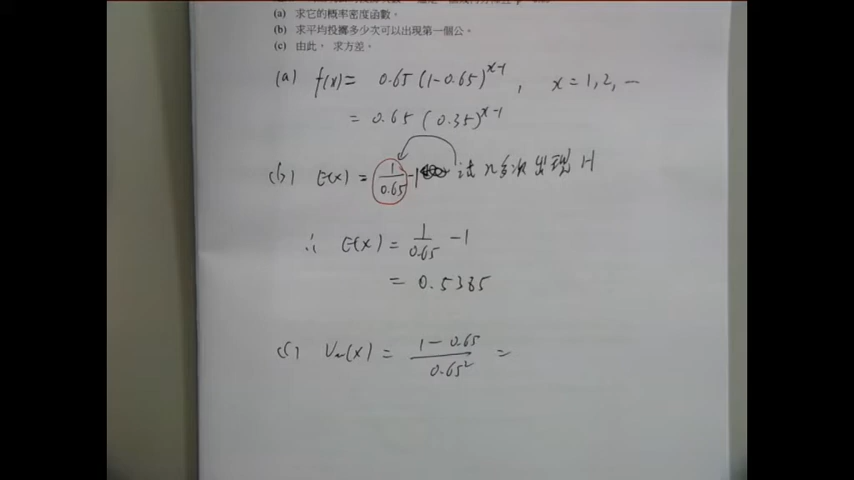 (a) 求它的概率密度函數。
(b) 求平均投擲多少次可以出現第一個公。
(c) 由此，求方差。
(a) f(x) = 0.65 (1-0.65)^{x-1} , x = 1, 2, ...
= 0.65 (0.35)^{x-1}
(b) E(x) = 1/0.65 - 1 试 多次 出现 H
∴ E(x) = 1/0.65 - 1
= 0.5385
(c) Var(x) = (1 - 0.65)/0.65² =